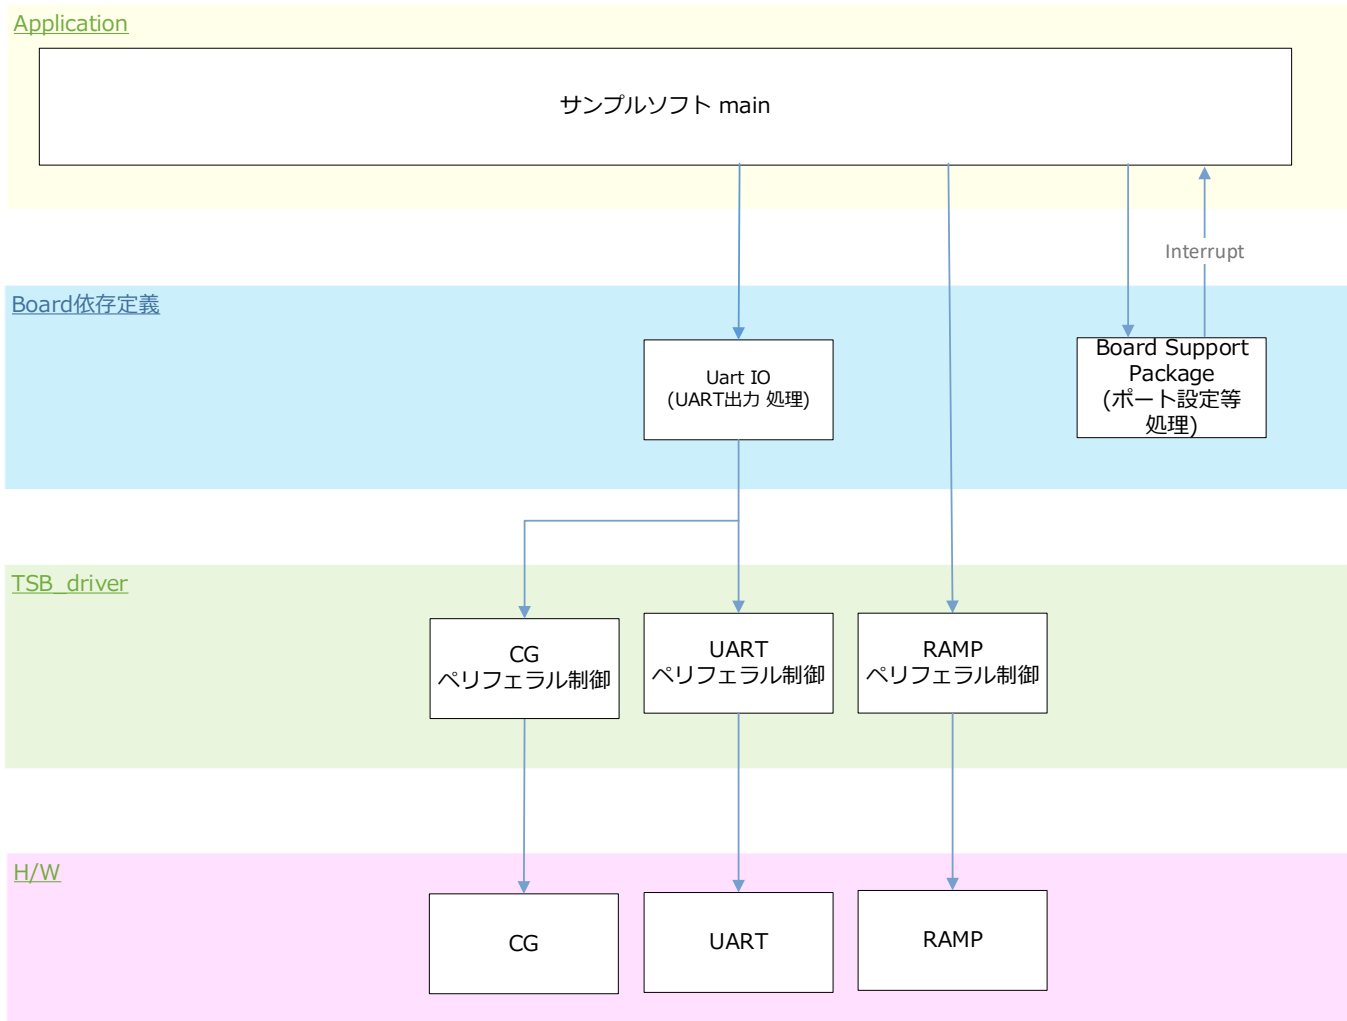 Application
サンプルソフト main
Interrupt
Board依存定義
Uart IO
(UART出力 処理)
Board Support
Package
(ポート設定等
処理)
TSB_driver
CG
ペリフェラル制御
UART
ペリフェラル制御
RAMP
ペリフェラル制御
H/W
CG
UART
RAMP